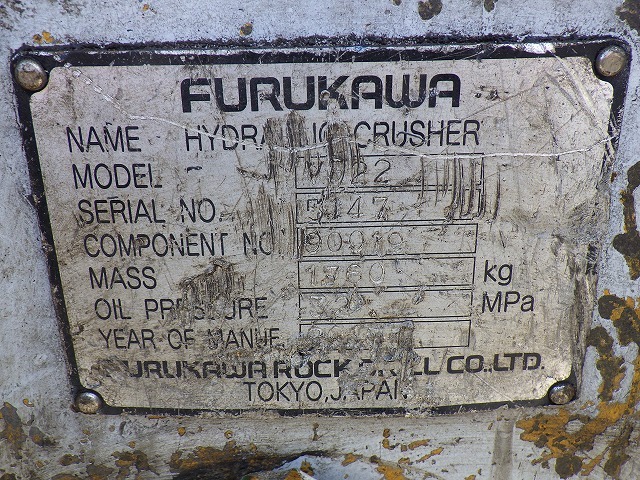 FURUKAWA
NAME HYDRAULIC CRUSHER
MODEL
SERIAL NO. 5147
COMPONENT NO.
MASS 1760 kg
OIL PRESSURE MPa
YEAR OF MANUF.
FURUKAWA ROCK DRILL CO.,LTD.
TOKYO,JAPAN